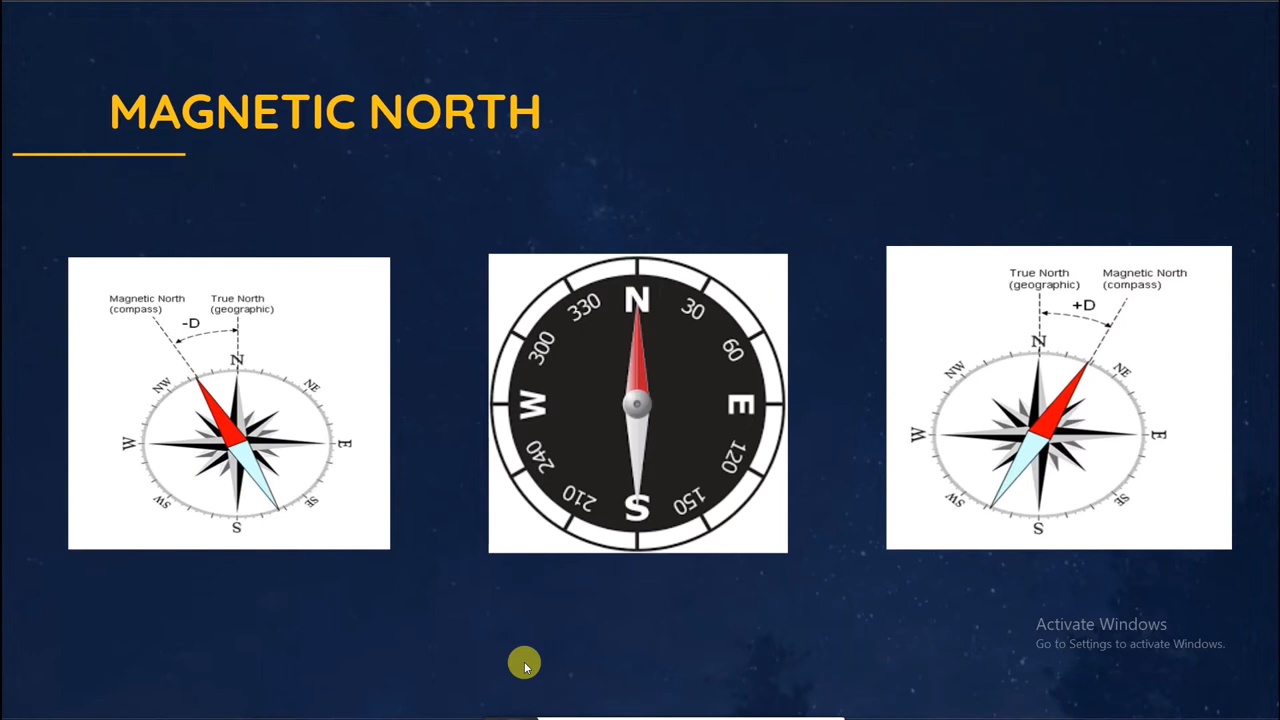 MAGNETIC NORTH
Magnetic North
(compass)
True North
(geographic)
-D
N
NE
E
SE
S
SW
W
NW
N
30
60
E
120
150
S
210
240
W
300
330
True North
(geographic)
Magnetic North
(compass)
+D
N
NE
E
SE
S
SW
W
NW
Activate Windows
Go to Settings to activate Windows.